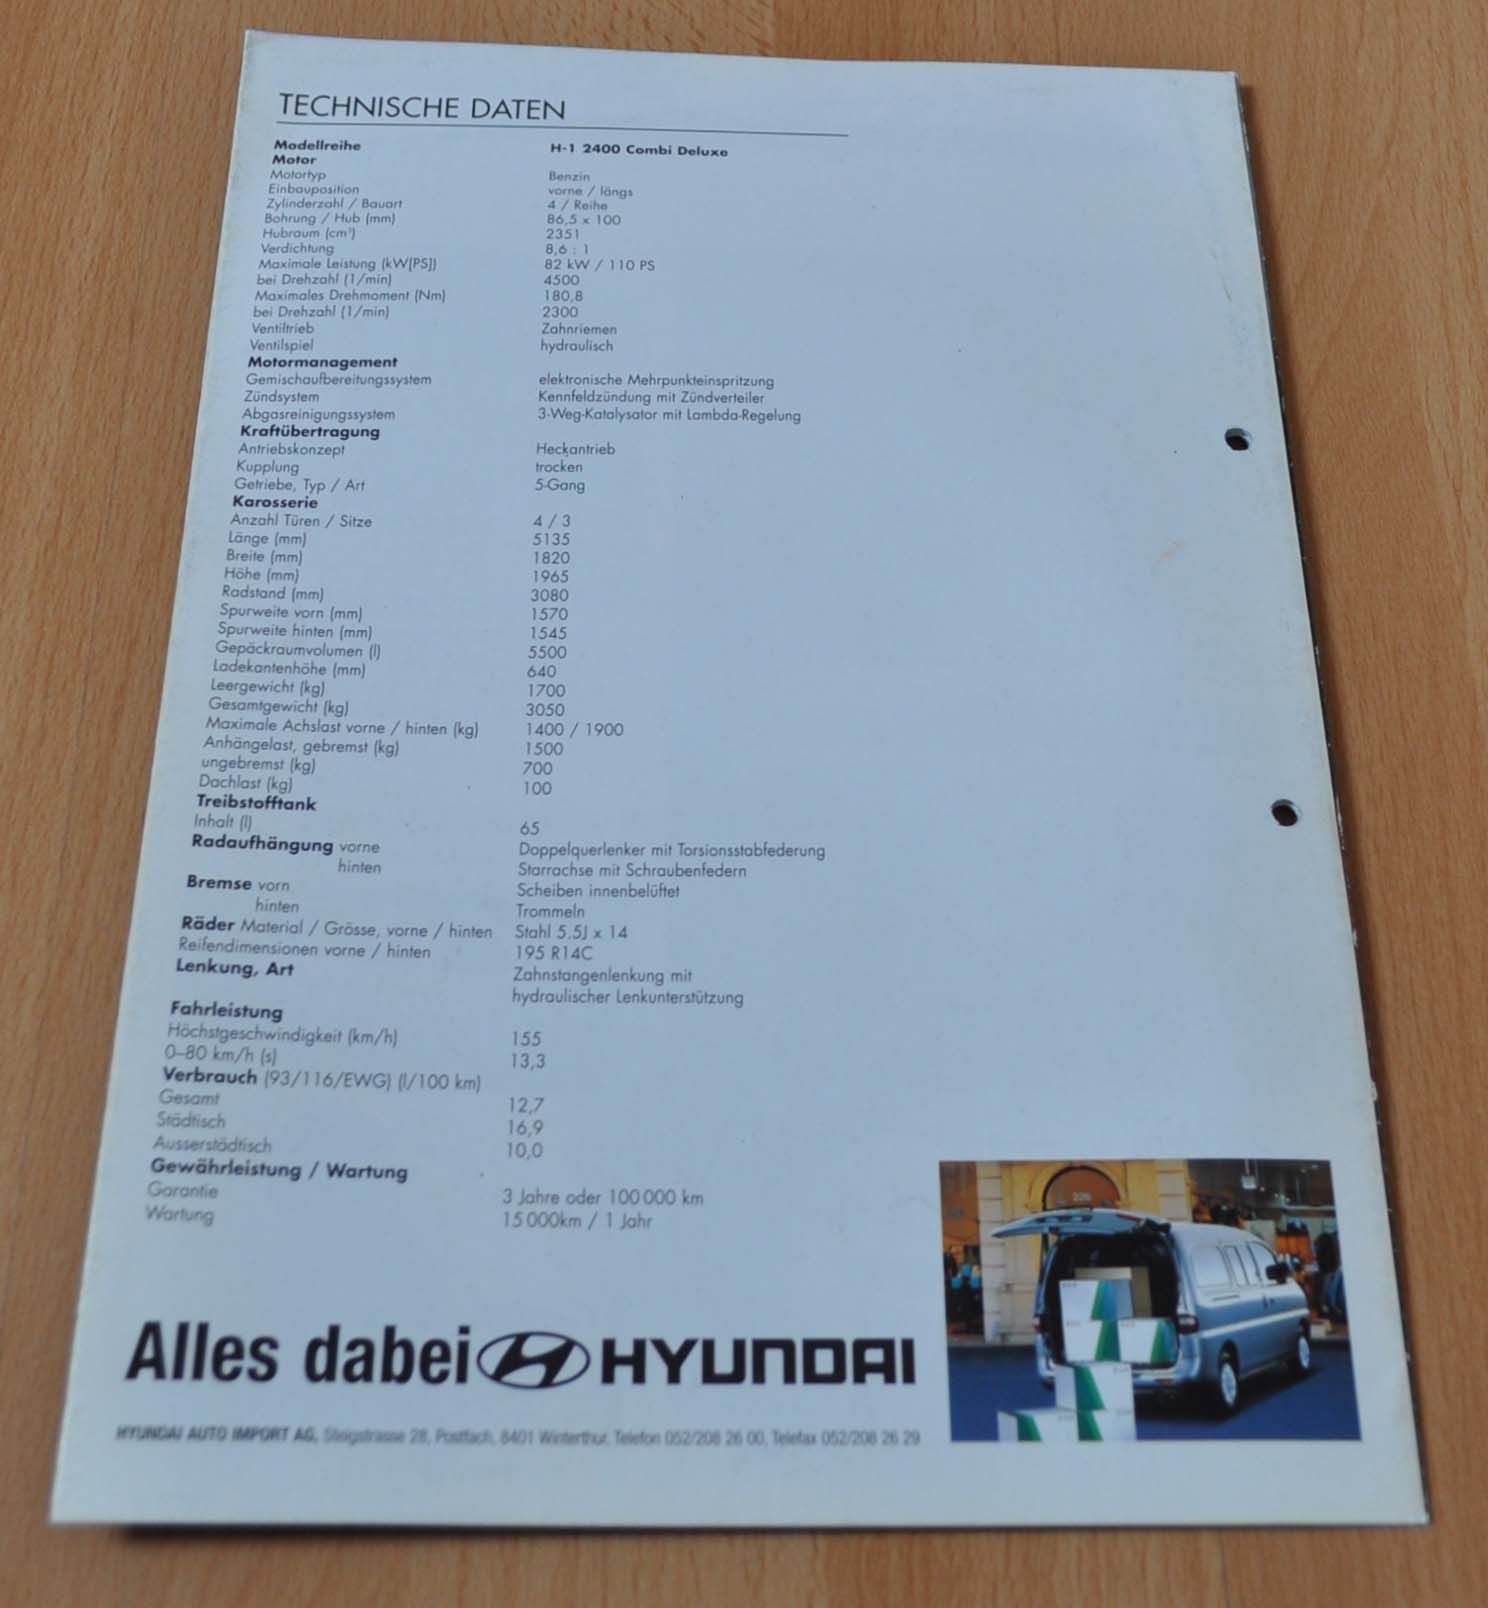 TECHNISCHE DATEN
Modellreihe H-1 2400 Combi Deluxe
Motor
Motortyp Benzin
Einbauposition vorne / längs
Zylinderzahl / Bauart 4 / Reihe
Bohrung / Hub (mm) 86,5 x 100
Hubraum (cm³) 2351
Verdichtung 8,6 : 1
Maximale Leistung (kW[PS]) 82 kW / 110 PS
bei Drehzahl (1/min) 4500
Maximales Drehmoment (Nm) 180,8
bei Drehzahl (1/min) 2300
Ventiltrieb Zahnriemen
Ventilspiel hydraulisch
Motormanagement
Gemischaufbereitungssystem elektronische Mehrpunkteinspritzung
Zündsystem Kennfeldzündung mit Zündverteiler
Abgasreinigungssystem 3-Weg-Katalysator mit Lambda-Regelung
Kraftübertragung
Antriebskonzept Heckantrieb
Kupplung trocken
Getriebe, Typ / Art 5-Gang
Karosserie
Anzahl Türen / Sitze 4 / 3
Länge (mm) 5135
Breite (mm) 1820
Höhe (mm) 1965
Radstand (mm) 3080
Spurweite vorn (mm) 1570
Spurweite hinten (mm) 1545
Gepäckraumvolumen (l) 5500
Ladekantenhöhe (mm) 640
Leergewicht (kg) 1700
Gesamtgewicht (kg) 3050
Maximale Achslast vorne / hinten (kg) 1400 / 1900
Anhängelast, gebremst (kg) 1500
ungebremst (kg) 700
Dachlast (kg) 100
Treibstofftank
Inhalt (l) 65
Radaufhängung vorne Doppelquerlenker mit Torsionsstabfederung
hinten Starrachse mit Schraubenfedern
Bremse vorn Scheiben innenbelüftet
hinten Trommeln
Räder Material / Grösse, vorne / hinten Stahl 5.5J x 14
Reifendimensionen vorne / hinten 195 R14C
Lenkung, Art Zahnstangenlenkung mit
hydraulischer Lenkunterstützung
Fahrleistung
Höchstgeschwindigkeit (km/h) 155
0–80 km/h (s) 13,3
Verbrauch (93/116/EWG) (l/100 km)
Gesamt 12,7
Städtisch 16,9
Ausserstädtisch 10,0
Gewährleistung / Wartung
Garantie 3 Jahre oder 100 000 km
Wartung 15 000km / 1 Jahr
Alles dabei HYUNDAI
HYUNDAI AUTO IMPORT AG, Steigstrasse 28, Postfach, 8401 Winterthur, Telefon 052/208 26 00, Telefax 052/208 26 29